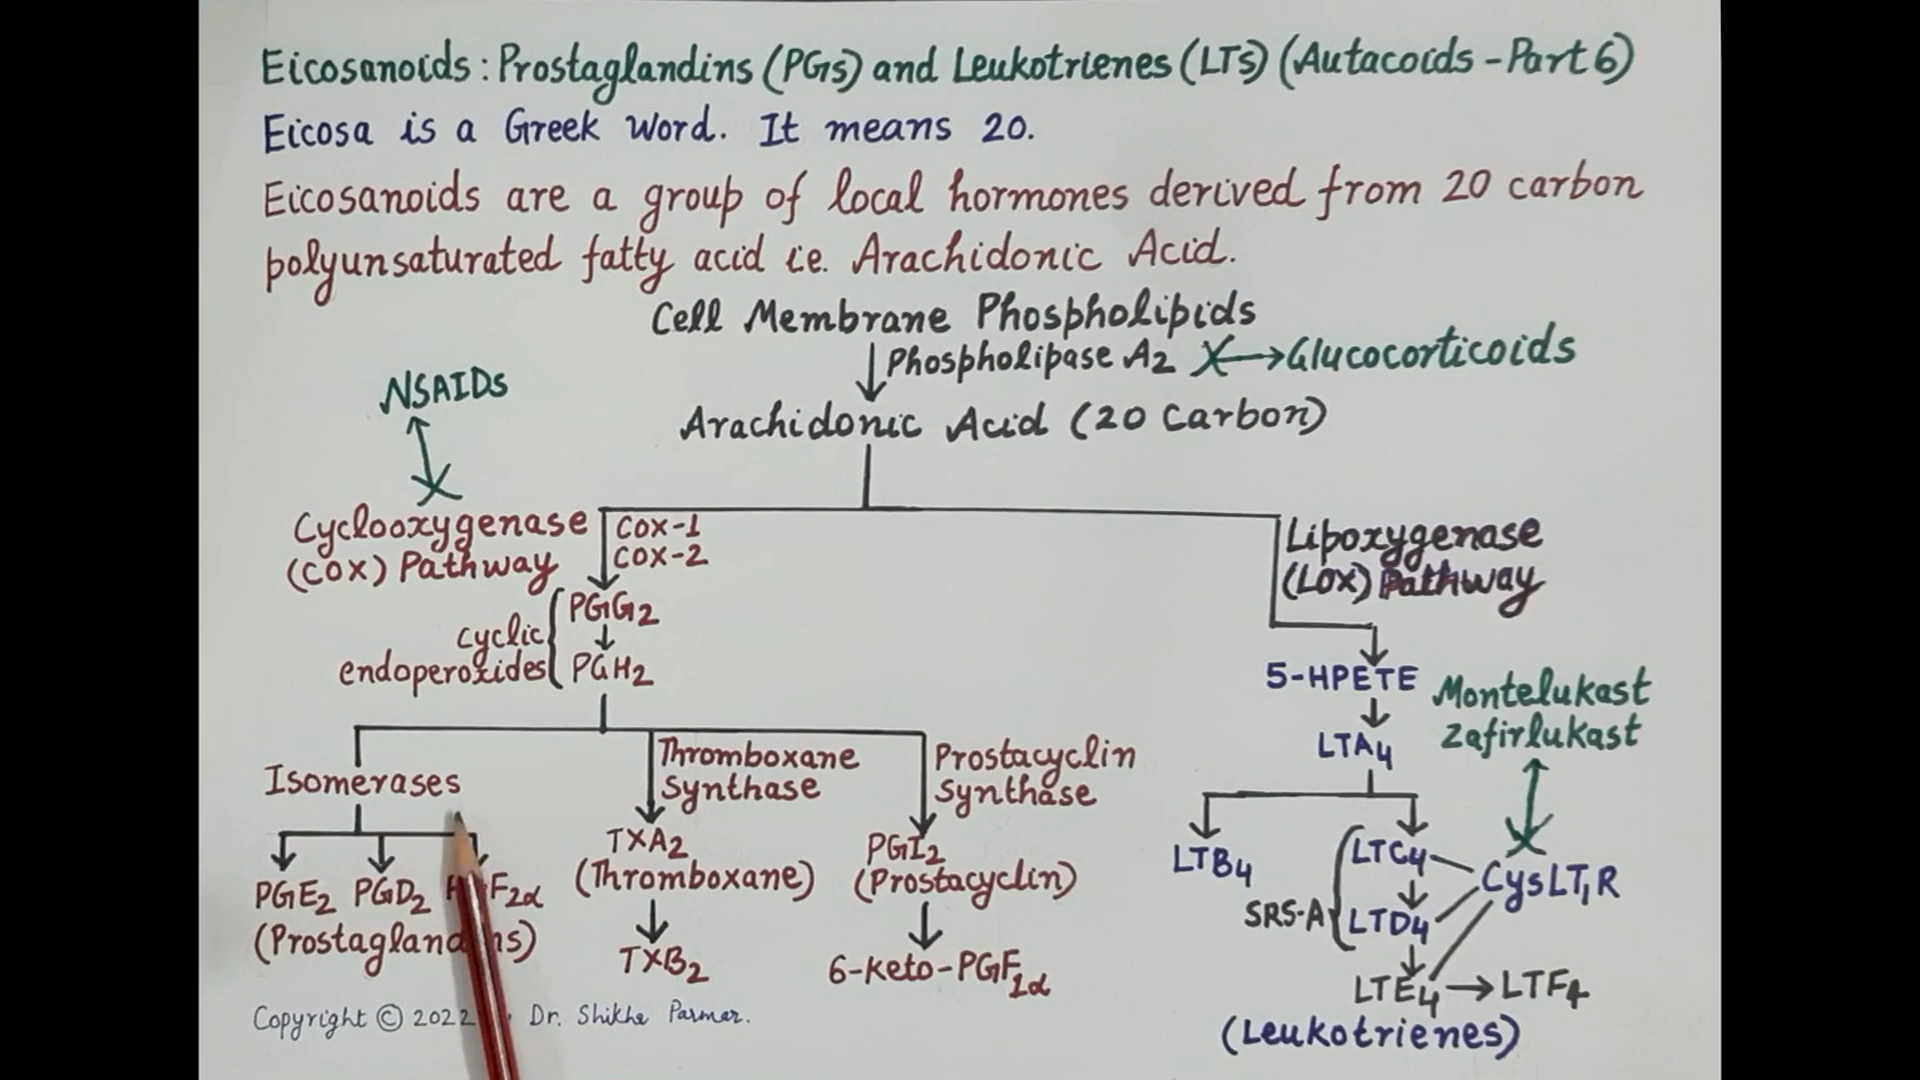 Eicosanoids: Prostaglandins (PGs) and Leukotrienes (LTs) (Autacoids - Part 6)
Eicosa is a Greek Word. It means 20.
Eicosanoids are a group of local hormones derived from 20 carbon
polyunsaturated fatty acid i.e. Arachidonic Acid.
Cell Membrane Phospholipids
Phospholipase A2 X→Glucocorticoids
NSAIDs
Arachidonic Acid (20 Carbon)
Cyclooxygenase
(COX) Pathway
COX-1
COX-2
Lipoxygenase
(LOX) Pathway
PGG2
cyclic
endoperoxides
PGH2
5-HPETE
Montelukast
Zafirlukast
LTA4
Isomerases
Thromboxane
Synthase
Prostacyclin
Synthase
PGE2 PGD2 F2α
(Prostaglandins)
TXA2
(Thromboxane)
TXB2
PGI2
(Prostacyclin)
6-Keto-PGF1α
LTB4
LTC4
CysLT1R
SRS-A
LTD4
LTE4→LTF4
(Leukotrienes)
Copyright © 2022 Dr. Shikha Parmar.